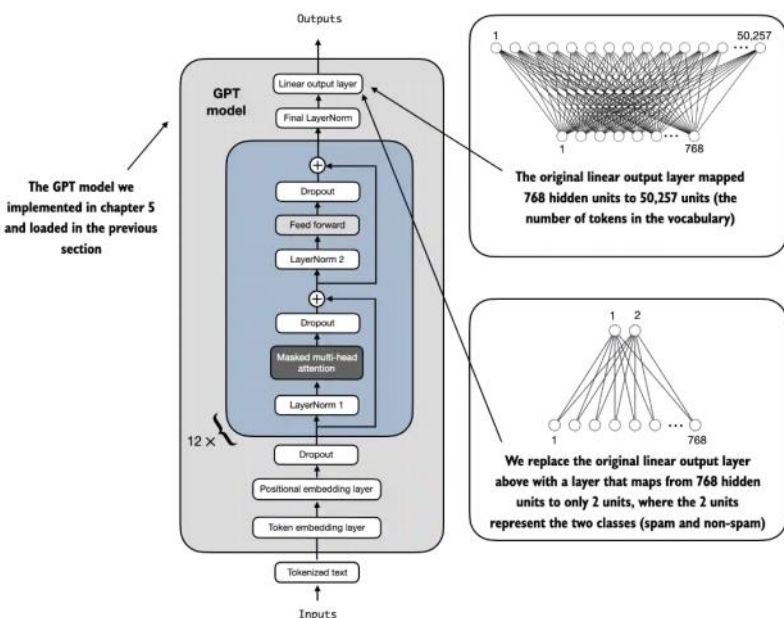 Outputs
GPT
model
Linear output layer
Final LayerNorm
+
Dropout
Feed forward
LayerNorm 2
+
Dropout
Masked multi-head
attention
LayerNorm 1
12 ×
Dropout
Positional embedding layer
Token embedding layer
Tokenized text
Inputs
The GPT model we
implemented in chapter 5
and loaded in the previous
section
1
50,257
...
1
...
768
The original linear output layer mapped
768 hidden units to 50,257 units (the
number of tokens in the vocabulary)
1 2
...
1
768
We replace the original linear output layer
above with a layer that maps from 768 hidden
units to only 2 units, where the 2 units
represent the two classes (spam and non-spam)